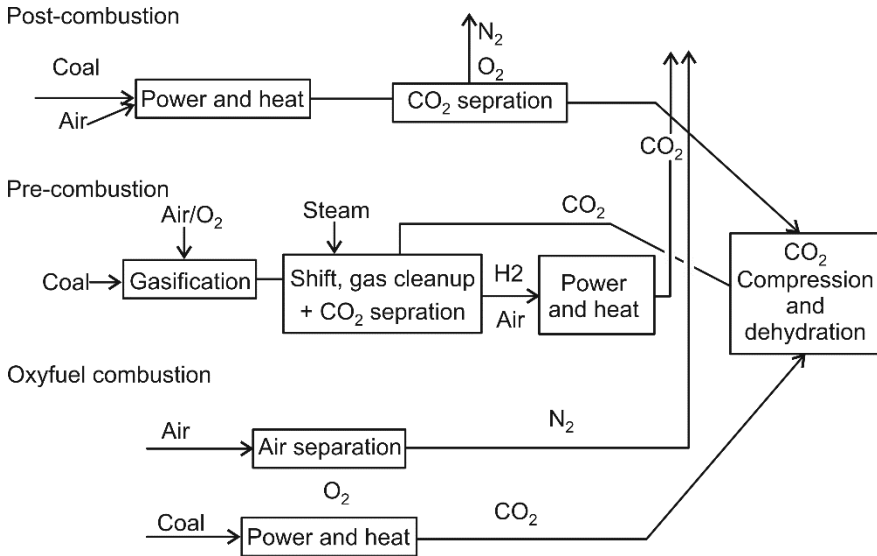 Post-combustion
N₂
O₂
Coal
Air
Power and heat
CO₂ sepration
CO₂
Pre-combustion
Air/O₂
Steam
CO₂
Coal
Gasification
Shift, gas cleanup
+ CO₂ sepration
H2
Air
Power
and heat
CO₂
Compression
and
dehydration
Oxyfuel combustion
Air
Air separation
N₂
O₂
Coal
Power and heat
CO₂